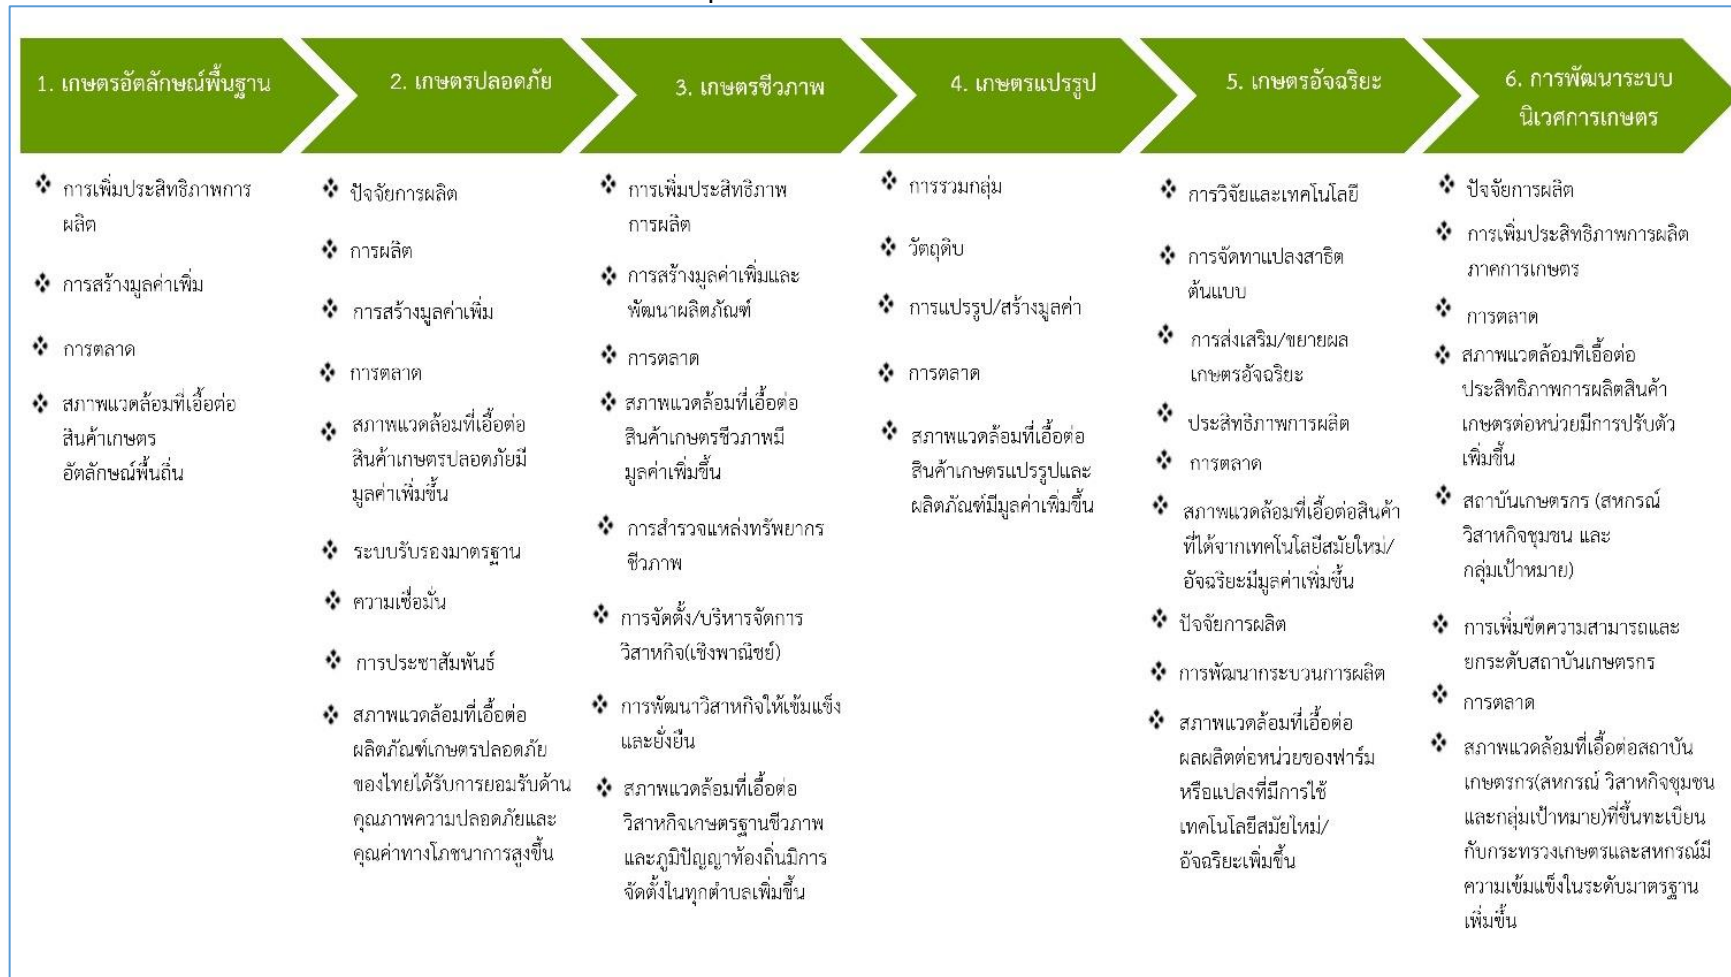 1. เกษตรอัตลักษณ์พื้นฐาน
❖ การเพิ่มประสิทธิภาพการ
ผลิต
❖ การสร้างมูลค่าเพิ่ม
❖ การตลาด
❖ สภาพแวดล้อมที่เอื้อต่อ
สินค้าเกษตร
อัตลักษณ์พื้นถิ่น
2. เกษตรปลอดภัย
❖ ปัจจัยการผลิต
❖ การผลิต
❖ การสร้างมูลค่าเพิ่ม
❖ การตลาด
❖ สภาพแวดล้อมที่เอื้อต่อ
สินค้าเกษตรปลอดภัยมี
มูลค่าเพิ่มขึ้น
❖ ระบบรับรองมาตรฐาน
❖ ความเชื่อมั่น
❖ การประชาสัมพันธ์
❖ สภาพแวดล้อมที่เอื้อต่อ
ผลิตภัณฑ์เกษตรปลอดภัย
ของไทยได้รับการยอมรับด้าน
คุณภาพความปลอดภัยและ
คุณค่าทางโภชนาการสูงขึ้น
3. เกษตรชีวภาพ
❖ การเพิ่มประสิทธิภาพ
การผลิต
❖ การสร้างมูลค่าเพิ่มและ
พัฒนาผลิตภัณฑ์
❖ การตลาด
❖ สภาพแวดล้อมที่เอื้อต่อ
สินค้าเกษตรชีวภาพมี
มูลค่าเพิ่มขึ้น
❖ การสำรวจแหล่งทรัพยากร
ชีวภาพ
❖ การจัดตั้ง/บริหารจัดการ
วิสาหกิจ(เชิงพาณิชย์)
❖ การพัฒนาวิสาหกิจให้เข้มแข็ง
และยั่งยืน
❖ สภาพแวดล้อมที่เอื้อต่อ
วิสาหกิจเกษตรฐานชีวภาพ
และภูมิปัญญาท้องถิ่นมีการ
จัดตั้งในทุกตำบลเพิ่มขึ้น
4. เกษตรแปรรูป
❖ การรวมกลุ่ม
❖ วัตถุดิบ
❖ การแปรรูป/สร้างมูลค่า
❖ การตลาด
❖ สภาพแวดล้อมที่เอื้อต่อ
สินค้าเกษตรแปรรูปและ
ผลิตภัณฑ์มีมูลค่าเพิ่มขึ้น
5. เกษตรอัจฉริยะ
❖ การวิจัยและเทคโนโลยี
❖ การจัดทาแปลงสาธิต
ต้นแบบ
❖ การส่งเสริม/ขยายผล
เกษตรอัจฉริยะ
❖ ประสิทธิภาพการผลิต
❖ การตลาด
❖ สภาพแวดล้อมที่เอื้อต่อสินค้า
ที่ได้จากเทคโนโลยีสมัยใหม่/
อัจฉริยะมีมูลค่าเพิ่มขึ้น
❖ ปัจจัยการผลิต
❖ การพัฒนากระบวนการผลิต
❖ สภาพแวดล้อมที่เอื้อต่อ
ผลผลิตต่อหน่วยของฟาร์ม
หรือแปลงที่มีการใช้
เทคโนโลยีสมัยใหม่/
อัจฉริยะเพิ่มขึ้น
6. การพัฒนาระบบ
นิเวศการเกษตร
❖ ปัจจัยการผลิต
❖ การเพิ่มประสิทธิภาพการผลิต
ภาคการเกษตร
❖ การตลาด
❖ สภาพแวดล้อมที่เอื้อต่อ
ประสิทธิภาพการผลิตสินค้า
เกษตรต่อหน่วยมีการปรับตัว
เพิ่มขึ้น
❖ สถาบันเกษตรกร (สหกรณ์
วิสาหกิจชุมชน และ
กลุ่มเป้าหมาย)
❖ การเพิ่มขีดความสามารถและ
ยกระดับสถาบันเกษตรกร
❖ การตลาด
❖ สภาพแวดล้อมที่เอื้อต่อสถาบัน
เกษตรกร(สหกรณ์ วิสาหกิจชุมชน
และกลุ่มเป้าหมาย)ที่ขึ้นทะเบียน
กับกระทรวงเกษตรและสหกรณ์มี
ความเข้มแข็งในระดับมาตรฐาน
เพิ่มขึ้น